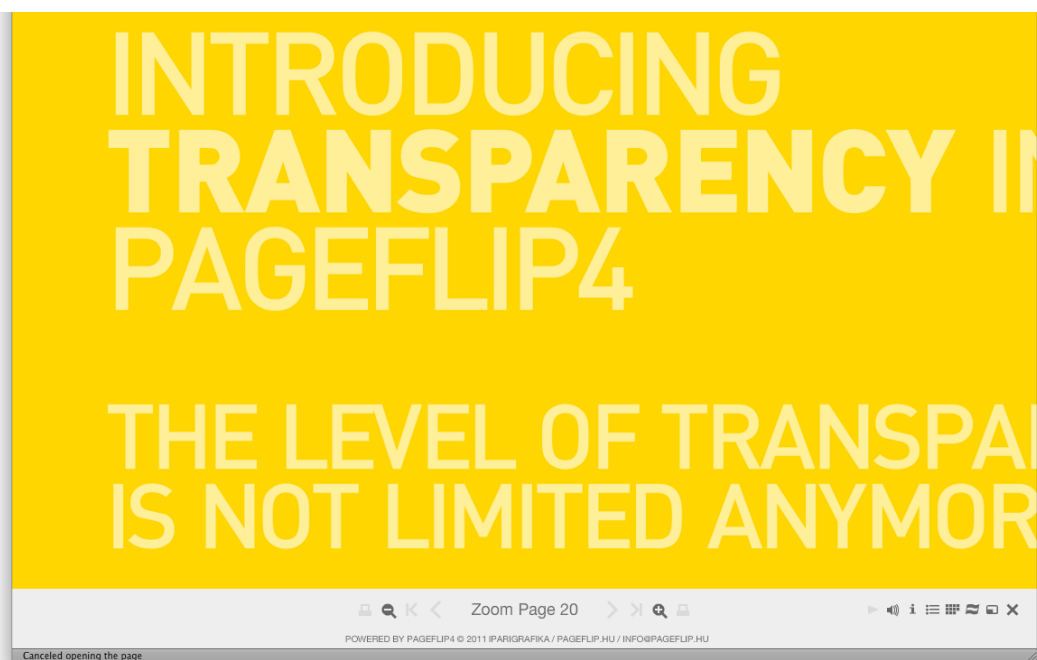 INTRODUCING
TRANSPARENCY IN
PAGEFLIP4
THE LEVEL OF TRANSPA
IS NOT LIMITED ANYMOR
Zoom Page 20
POWERED BY PAGEFLIP4 © 2011 IPARIGRAFIKA / PAGEFLIP.HU / INFO@PAGEFLIP.HU
Canceled opening the page